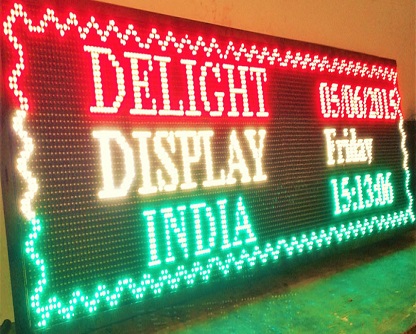 DELIGHT
DISPLAY
INDIA
05/06/2015
Friday
15:13:06